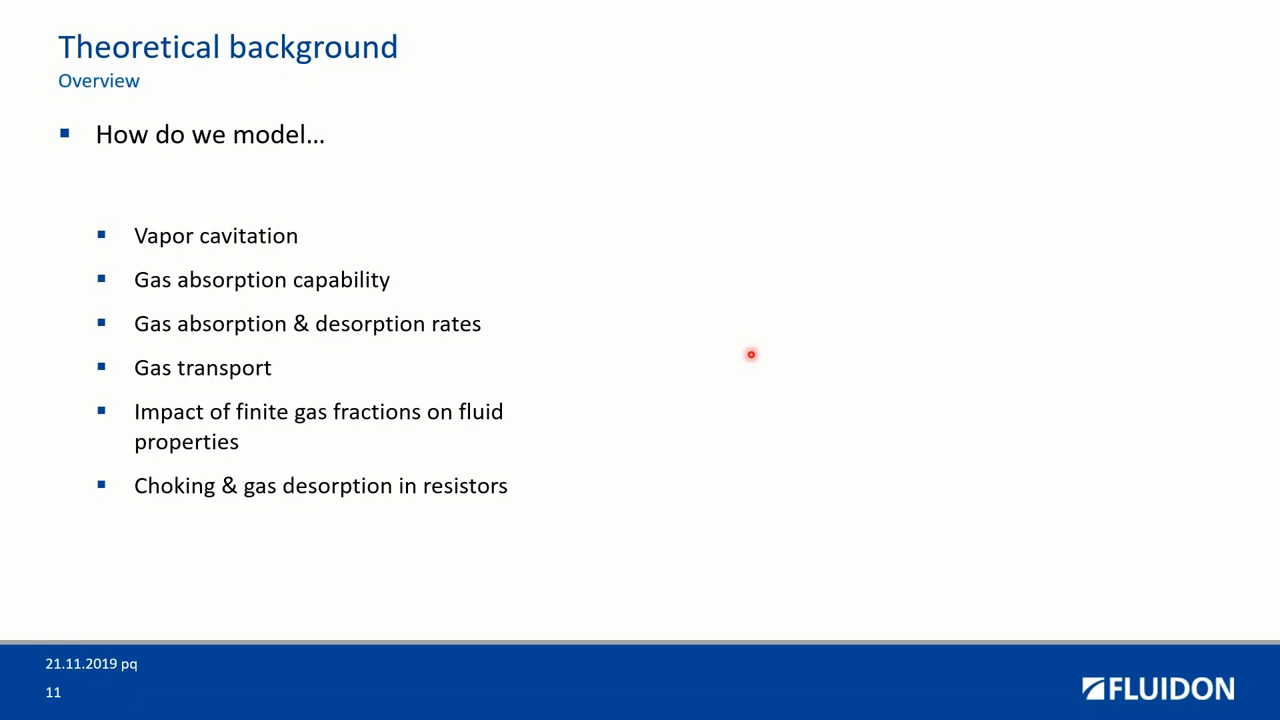 Theoretical background
Overview
How do we model...
Vapor cavitation
Gas absorption capability
Gas absorption & desorption rates
Gas transport
Impact of finite gas fractions on fluid
properties
Choking & gas desorption in resistors
21.11.2019 pq
11
FLUIDON